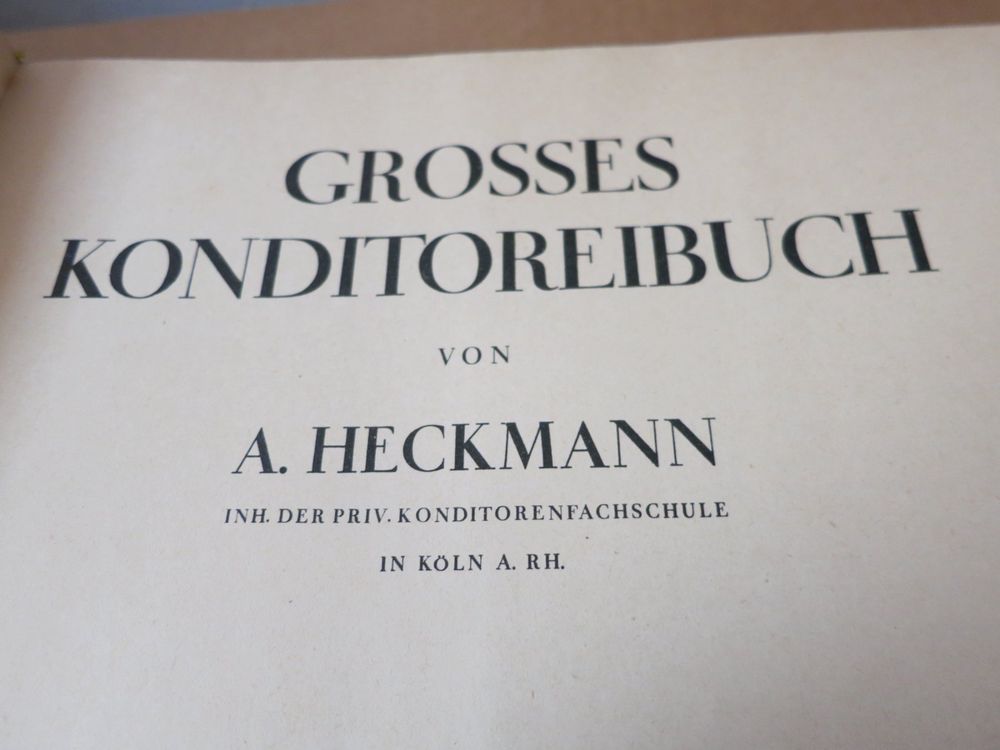 GROSSES
KONDITOREIBUCH
VON
A. HECKMANN
INH. DER PRIV. KONDITORENFACHSCHULE
IN KÖLN A. RH.